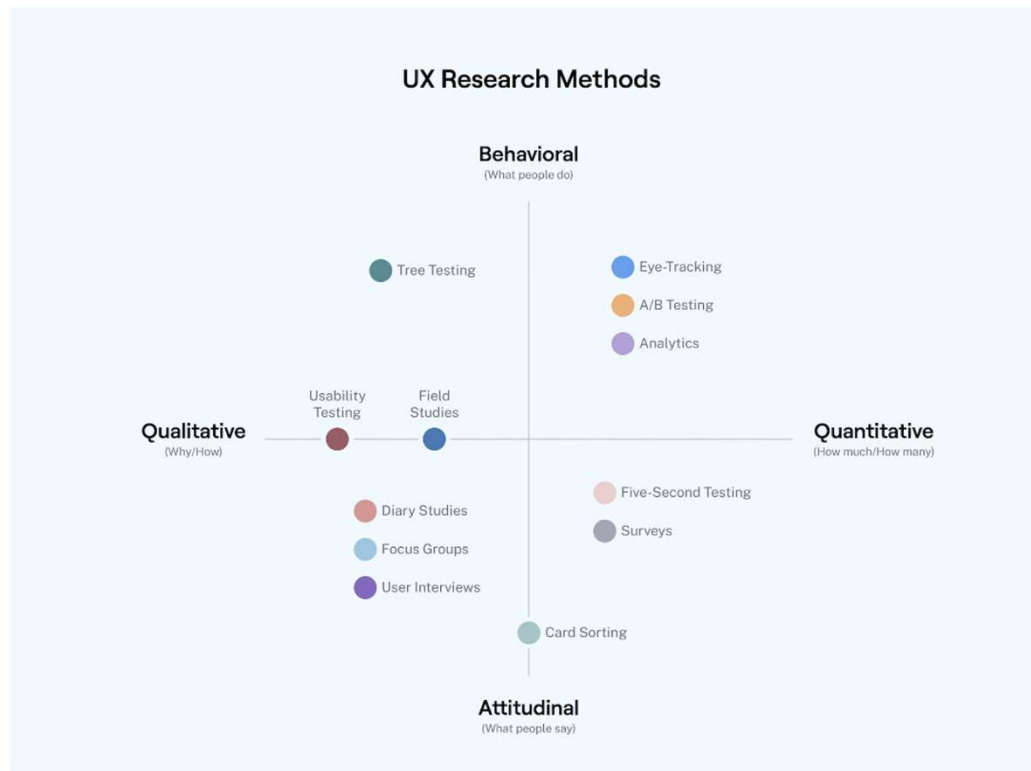 UX Research Methods
Behavioral
(What people do)
Tree Testing
Eye-Tracking
A/B Testing
Analytics
Usability
Testing
Field
Studies
Qualitative
(Why/How)
Quantitative
(How much/How many)
Five-Second Testing
Surveys
Diary Studies
Focus Groups
User Interviews
Card Sorting
Attitudinal
(What people say)